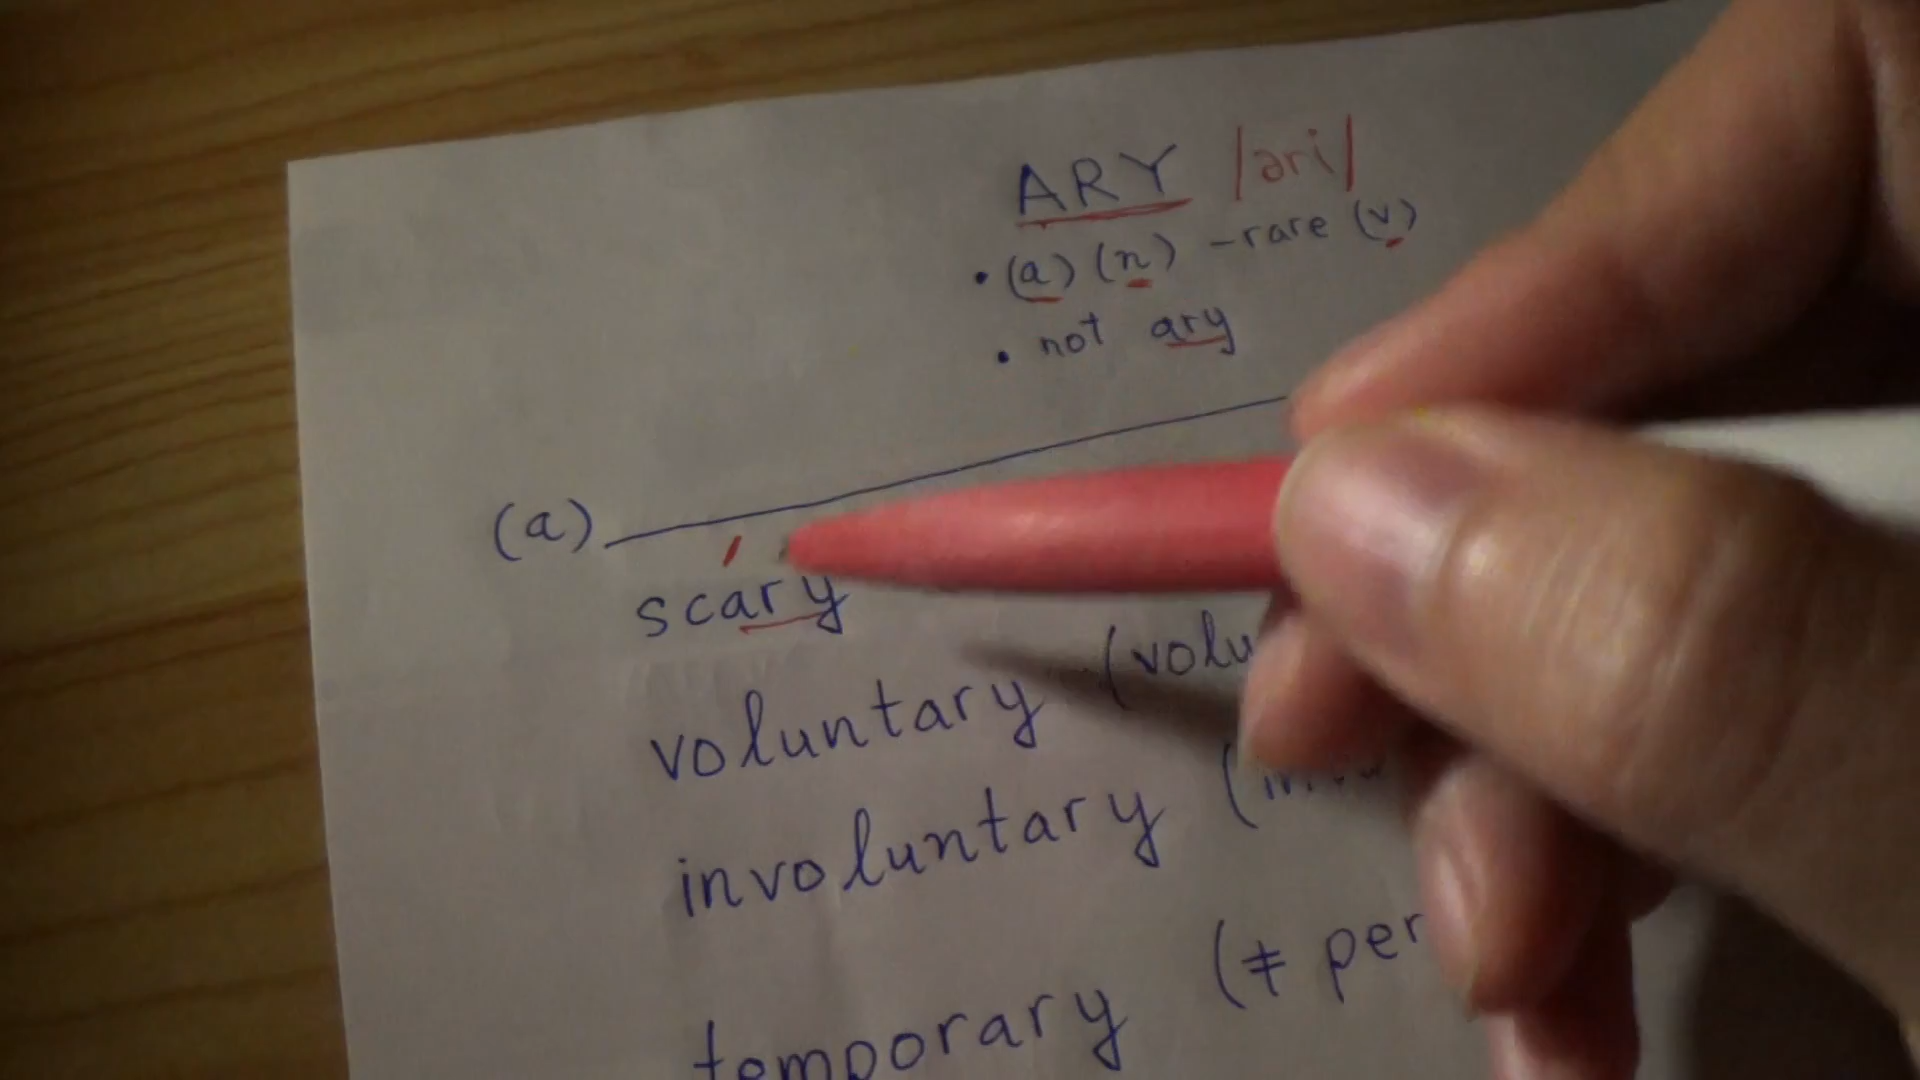 ARY /əri/
• (a) (n) - rare (v)
• not ary
(a)
scary
voluntary (volu
involuntary
temporary (≠ per